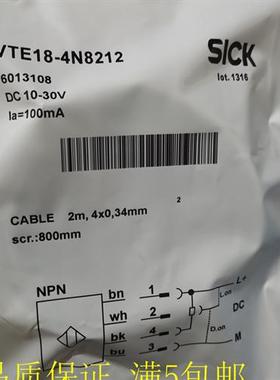 VTE18-4N8212
SICK
6013108
lot. 1316
DC 10-30V
Ia=100mA
CABLE 2m, 4x0,34mm 2
scr.:800mm
NPN
bn 1
L+
L.on
wh 2
DC
bk 4
D.on
bu 3
M
品质保证 满5包邮